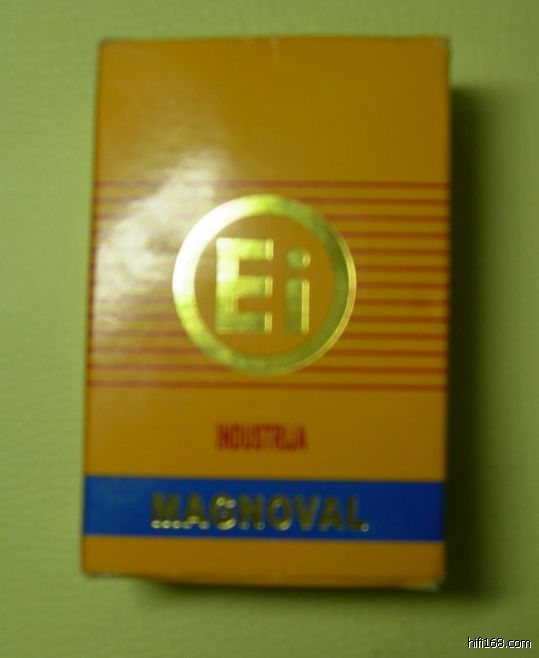 Ei
INDUSTRIJA
MAGNOVAL
hifi168.com